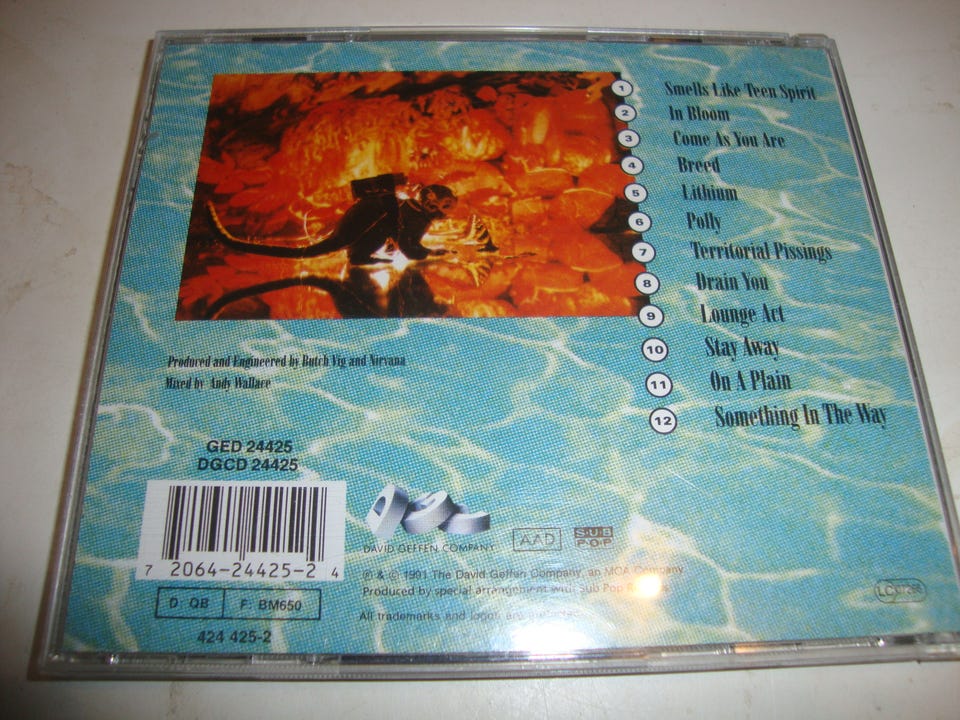 1 Smells Like Teen Spirit
2 In Bloom
3 Come As You Are
4 Breed
5 Lithium
6 Polly
7 Territorial Pissings
8 Drain You
9 Lounge Act
10 Stay Away
11 On A Plain
12 Something In The Way
Produced and Engineered by Butch Vig and Nirvana
Mixed by Andy Wallace
GED 24425
DGCD 24425
7 2064-24425-2 4
D: QB F: BM650
424 425-2
DAVID GEFFEN COMPANY
AAD
SUB
POP
℗ & © 1991 The David Geffen Company, an MCA Company.
Produced by special arrangement with Sub Pop
All trademarks and logos are
LC